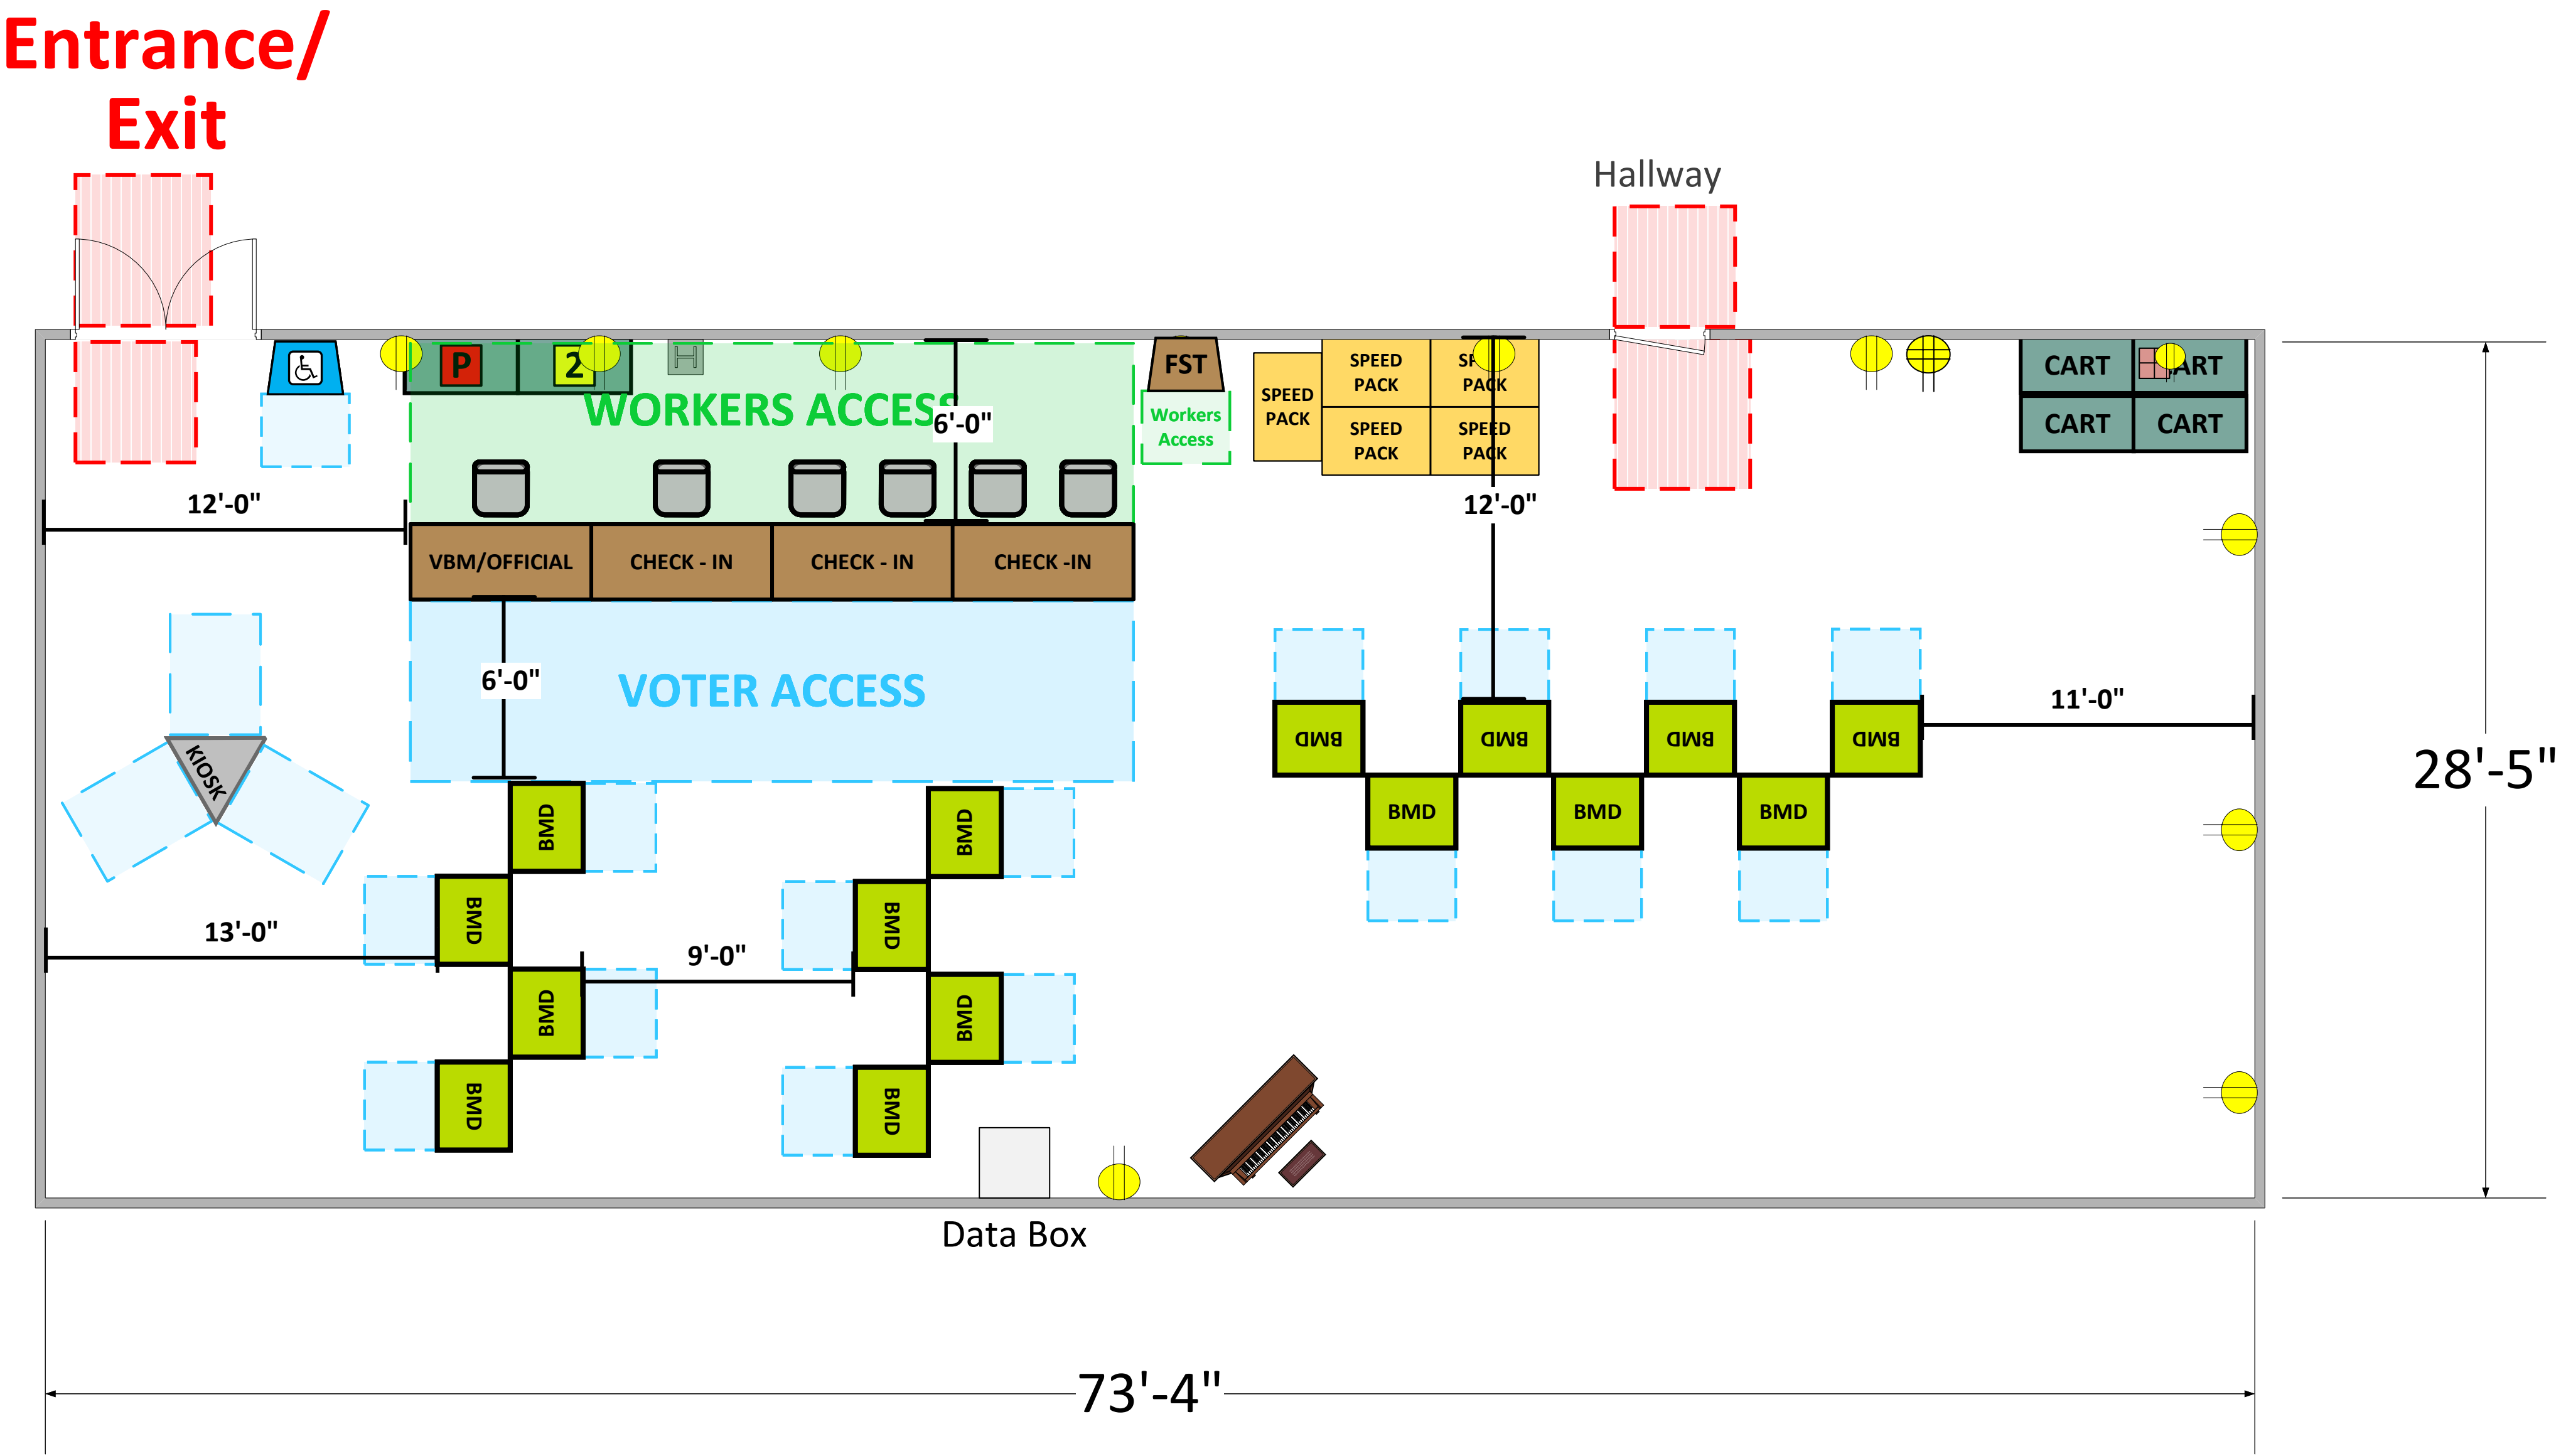 Entrance/
Exit
Hallway
P
2
H
WORKERS ACCESS
6'-0"
FST
Workers
Access
SPEED
PACK
SPEED
PACK
SPEED
PACK
SPEED
PACK
SPEED
PACK
CART
CART
CART
CART
12'-0"
12'-0"
VBM/OFFICIAL
CHECK - IN
CHECK - IN
CHECK -IN
6'-0"
VOTER ACCESS
KIOSK
11'-0"
28'-5"
BMD
BMD
BMD
BMD
BMD
BMD
BMD
BMD
BMD
BMD
BMD
13'-0"
9'-0"
BMD
BMD
BMD
BMD
Data Box
73'-4"